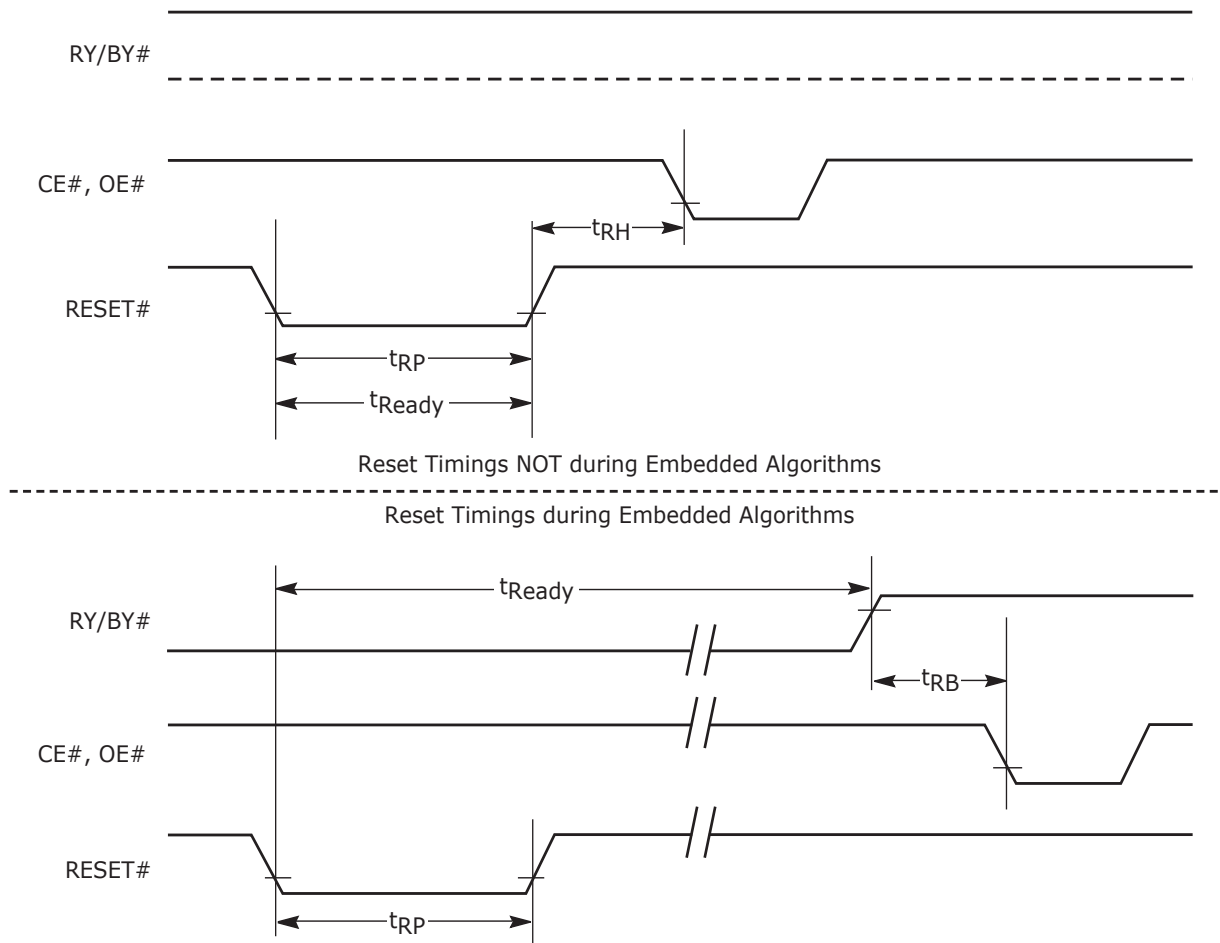 RY/BY#
CE#, OE#
tRH
RESET#
tRP
tReady
Reset Timings NOT during Embedded Algorithms
Reset Timings during Embedded Algorithms
tReady
RY/BY#
tRB
CE#, OE#
RESET#
tRP